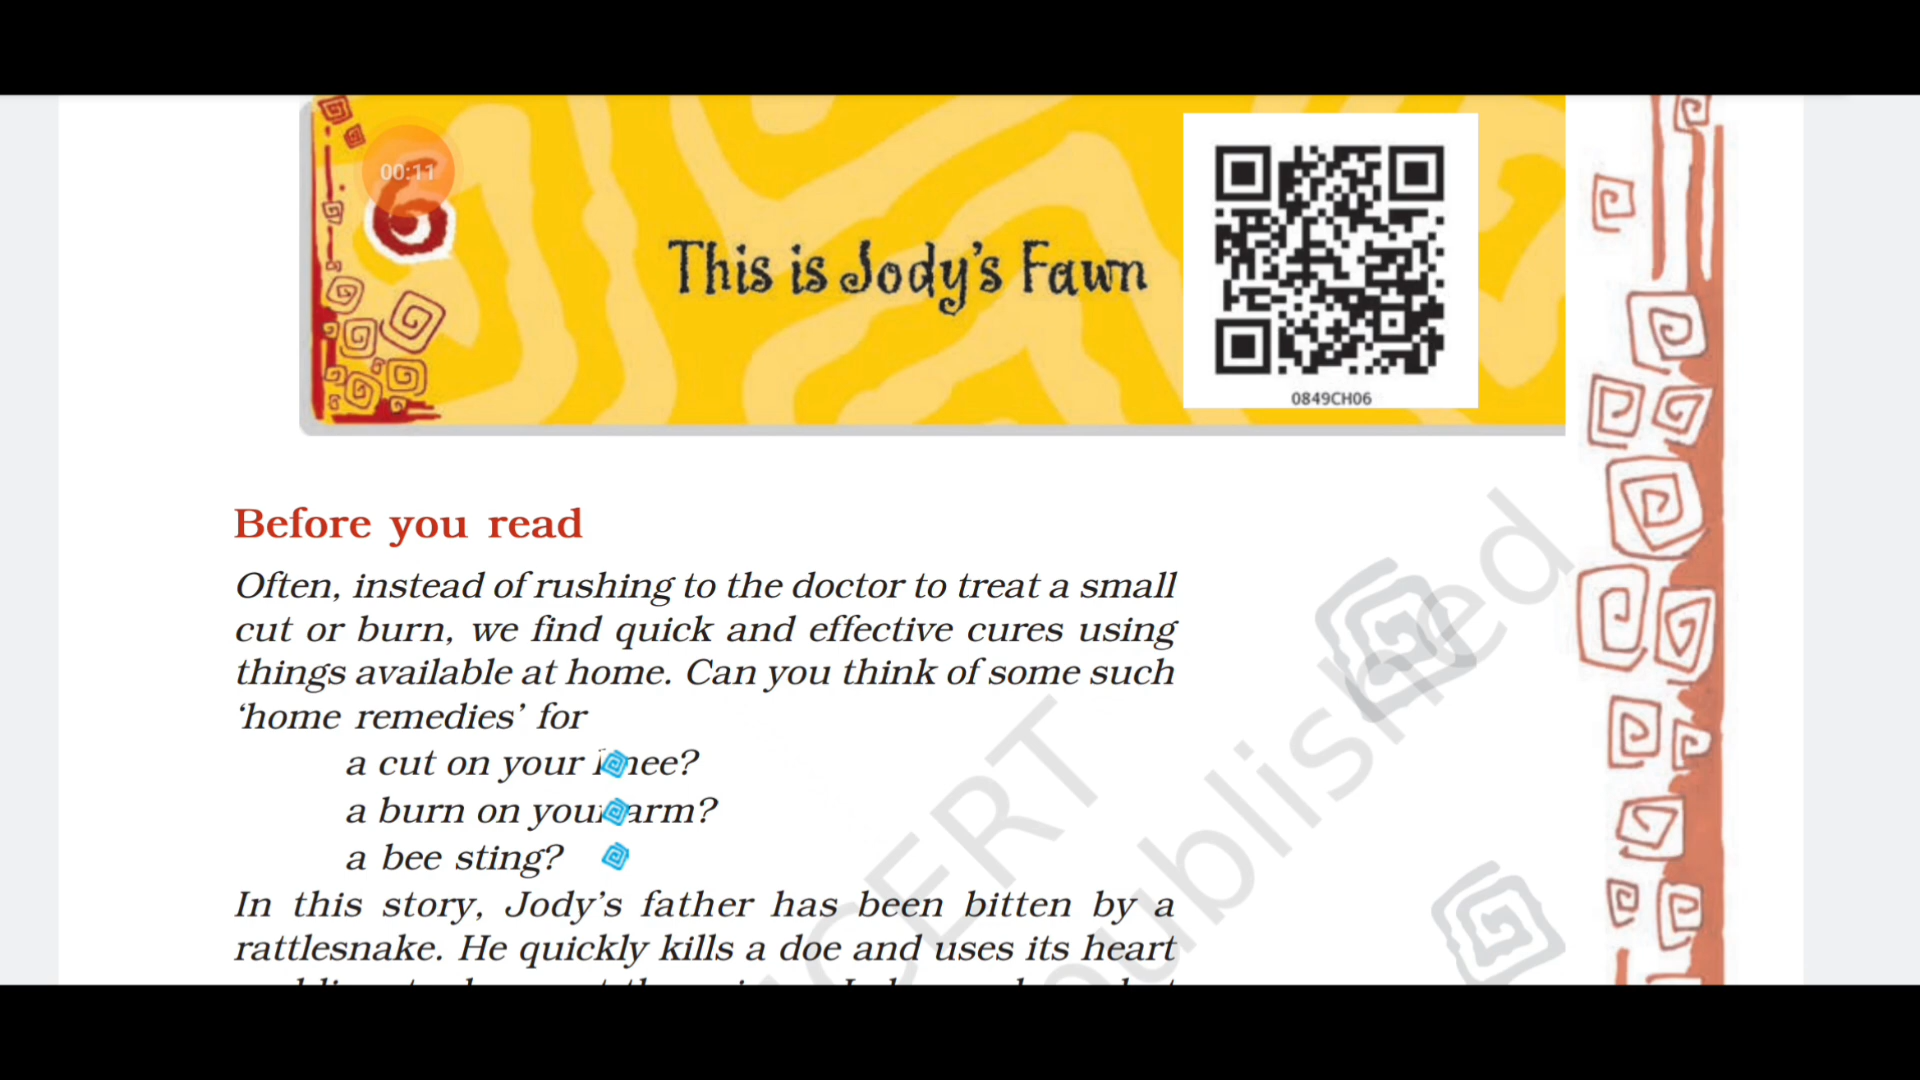 00:11
6
This is Jody's Fawn
0849CH06
Before you read
Often, instead of rushing to the doctor to treat a small
cut or burn, we find quick and effective cures using
things available at home. Can you think of some such
‘home remedies’ for
a cut on your knee?
a burn on your arm?
a bee sting?
In this story, Jody’s father has been bitten by a
rattlesnake. He quickly kills a doe and uses its heart